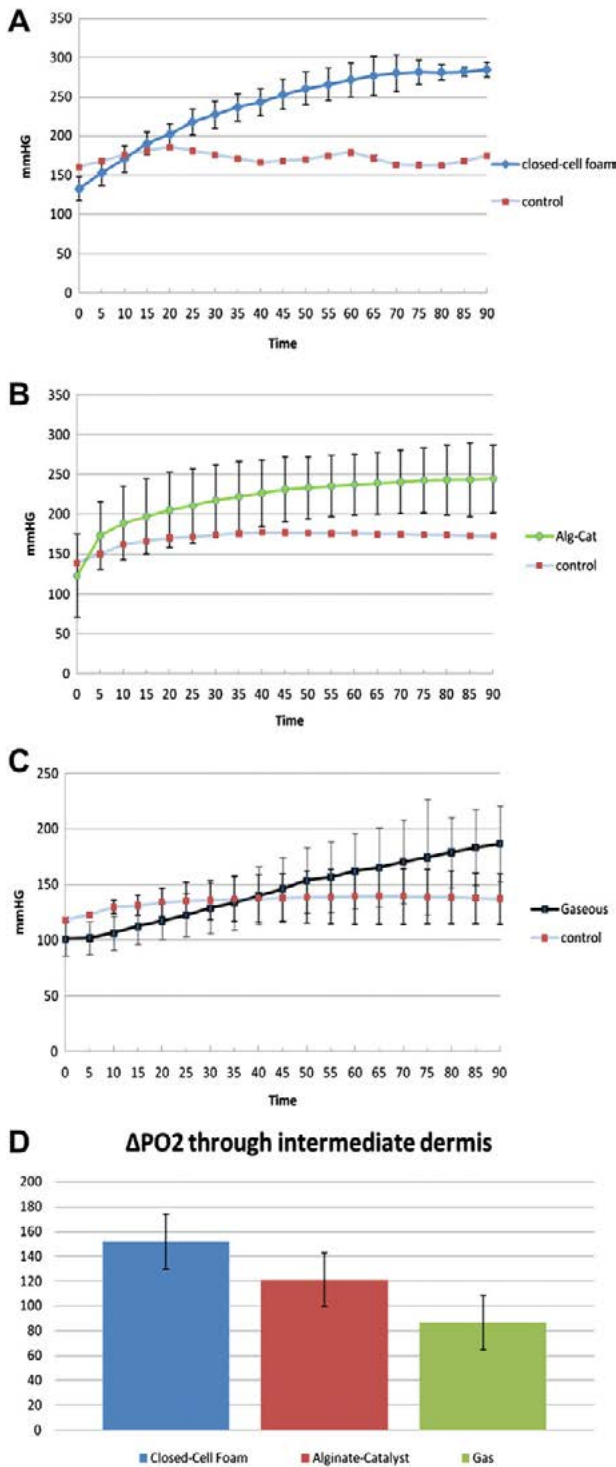 A
350
300
250
200
150
100
50
0
mmHG
0 5 10 15 20 25 30 35 40 45 50 55 60 65 70 75 80 85 90
Time
closed-cell foam
control
B
350
300
250
200
150
100
50
0
mmHG
0 5 10 15 20 25 30 35 40 45 50 55 60 65 70 75 80 85 90
Time
Alg-Cat
control
C
250
200
150
100
50
0
mmHG
0 5 10 15 20 25 30 35 40 45 50 55 60 65 70 75 80 85 90
Time
Gaseous
control
D
ΔPO2 through intermediate dermis
200
180
160
140
120
100
80
60
40
20
0
Closed-Cell Foam Alginate-Catalyst Gas